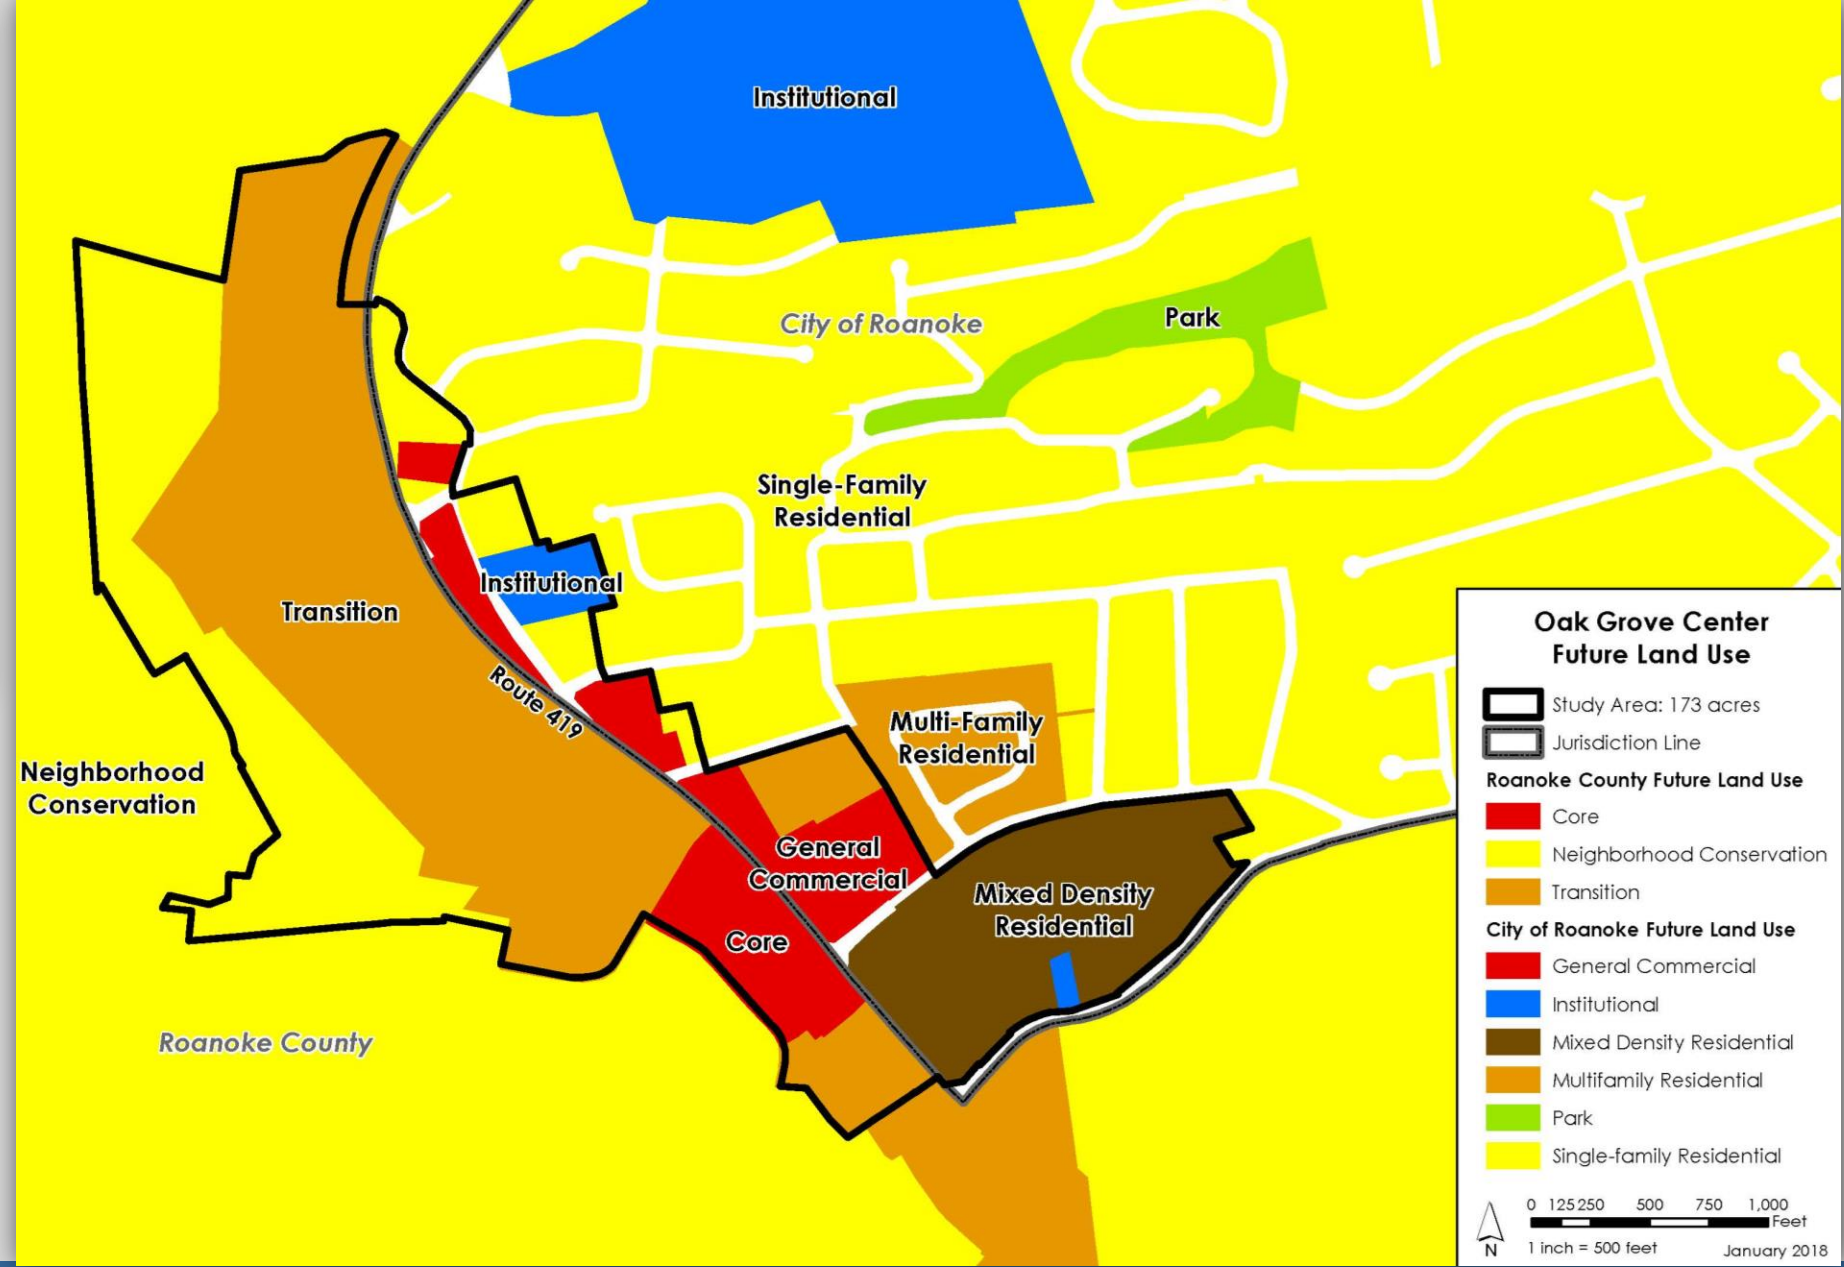 Institutional
City of Roanoke
Park
Single-Family
Residential
Institutional
Transition
Route 419
Multi-Family
Residential
Neighborhood
Conservation
General
Commercial
Mixed Density
Residential
Core
Roanoke County
Oak Grove Center
Future Land Use
Study Area: 173 acres
Jurisdiction Line
Roanoke County Future Land Use
Core
Neighborhood Conservation
Transition
City of Roanoke Future Land Use
General Commercial
Institutional
Mixed Density Residential
Multifamily Residential
Park
Single-family Residential
0 125 250 500 750 1,000
Feet
N
1 inch = 500 feet
January 2018